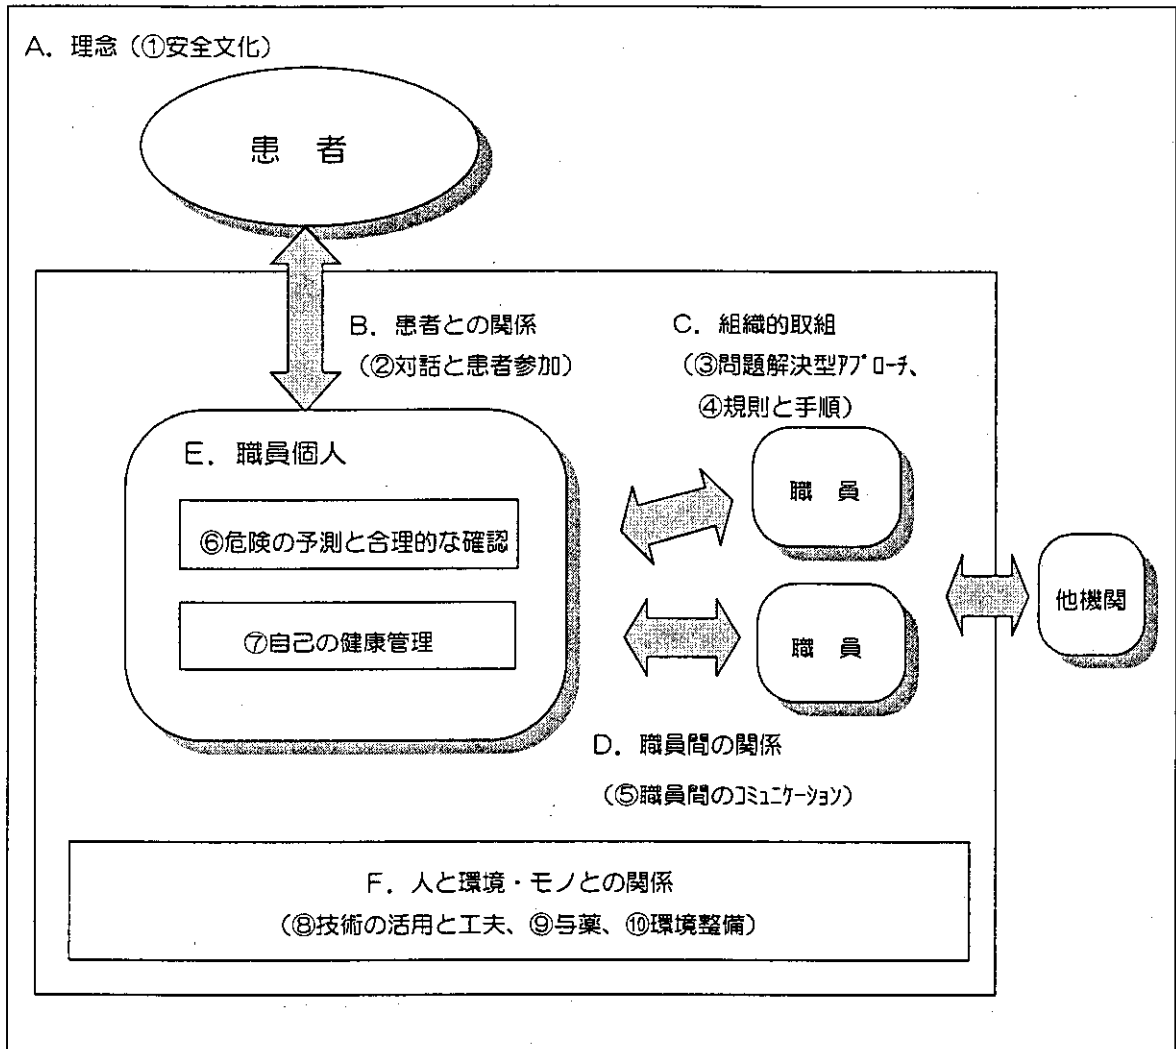 A．理念（①安全文化）
患　者
B．患者との関係
（②対話と患者参加）
C．組織的取組
（③問題解決型ｱﾌﾟﾛｰﾁ、
④規則と手順）
E．職員個人
⑥危険の予測と合理的な確認
⑦自己の健康管理
職　員
職　員
他機関
D．職員間の関係
（⑤職員間のｺﾐｭﾆｹｰｼｮﾝ）
F．人と環境・モノとの関係
（⑧技術の活用と工夫、⑨与薬、⑩環境整備）